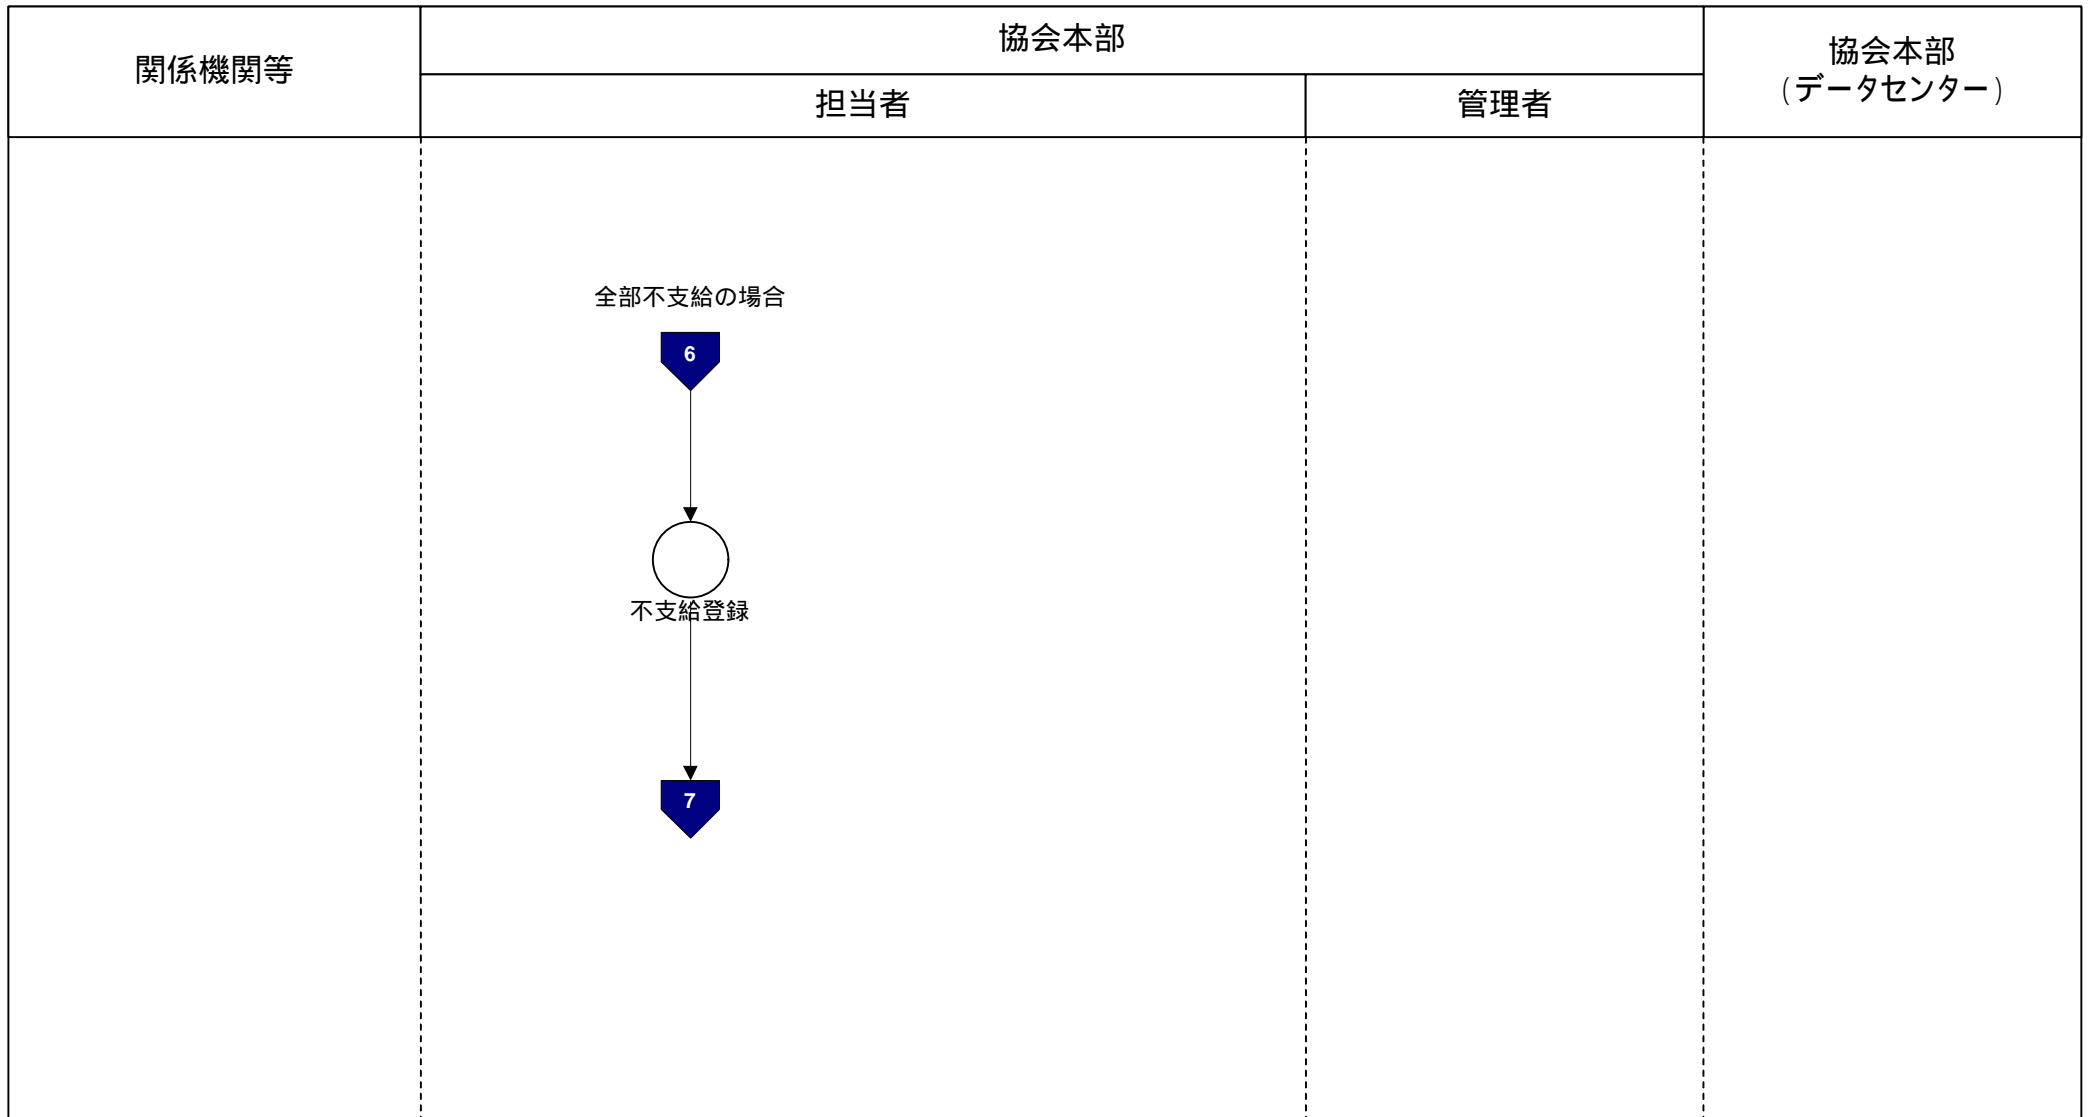 関係機関等
協会本部
担当者
管理者
協会本部
(データセンター)
全部不支給の場合
6
不支給登録
7